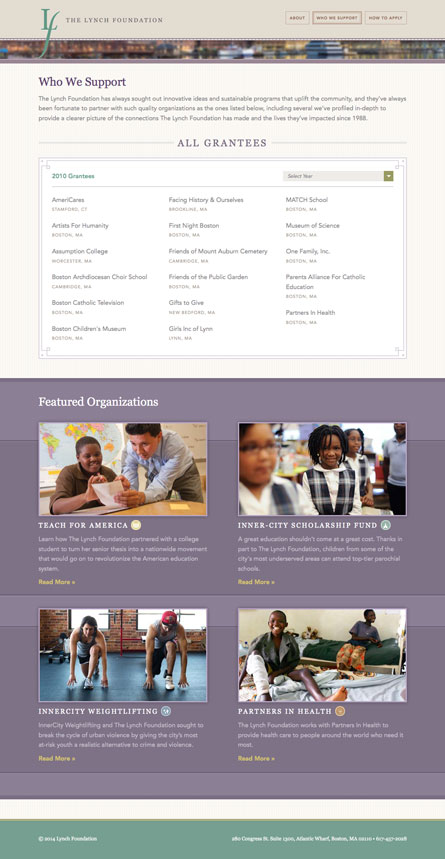 Lf THE LYNCH FOUNDATION
ABOUT WHO WE SUPPORT HOW TO APPLY
Who We Support
The Lynch Foundation has always sought out innovative ideas and sustainable programs that uplift the community, and they've always
been fortunate to partner with such quality organizations as the ones listed below, including several we've profiled in-depth to
provide a clearer picture of the connections The Lynch Foundation has made and the lives they've impacted since 1988.
ALL GRANTEES
2010 Grantees
Select Year
AmeriCares
STAMFORD, CT
Artists For Humanity
BOSTON, MA
Assumption College
WORCESTER, MA
Boston Archdiocesan Choir School
CAMBRIDGE, MA
Boston Catholic Television
BOSTON, MA
Boston Children's Museum
BOSTON, MA
Facing History & Ourselves
BROOKLINE, MA
First Night Boston
BOSTON, MA
Friends of Mount Auburn Cemetery
CAMBRIDGE, MA
Friends of the Public Garden
BOSTON, MA
Gifts to Give
NEW BEDFORD, MA
Girls Inc of Lynn
LYNN, MA
MATCH School
BOSTON, MA
Museum of Science
BOSTON, MA
One Family, Inc.
BOSTON, MA
Parents Alliance For Catholic
Education
BOSTON, MA
Partners In Health
BOSTON, MA
Featured Organizations
TEACH FOR AMERICA
Learn how The Lynch Foundation partnered with a college
student to turn her senior thesis into a nationwide movement
that would go on to revolutionize the American education
system.
Read More »
INNER-CITY SCHOLARSHIP FUND
A great education shouldn't come at a great cost. Thanks in
part to The Lynch Foundation, children from some of the
city's most underserved areas can attend top-tier parochial
schools.
Read More »
INNERCITY WEIGHTLIFTING
InnerCity Weightlifting and The Lynch Foundation sought to
break the cycle of urban violence by giving the city's most
at-risk youth a realistic alternative to crime and violence.
Read More »
PARTNERS IN HEALTH
The Lynch Foundation works with Partners In Health to
provide health care to people around the world who need it
most.
Read More »
© 2014 Lynch Foundation
280 Congress St. Suite 1300, Atlantic Wharf, Boston, MA 02110 • 617-437-2028